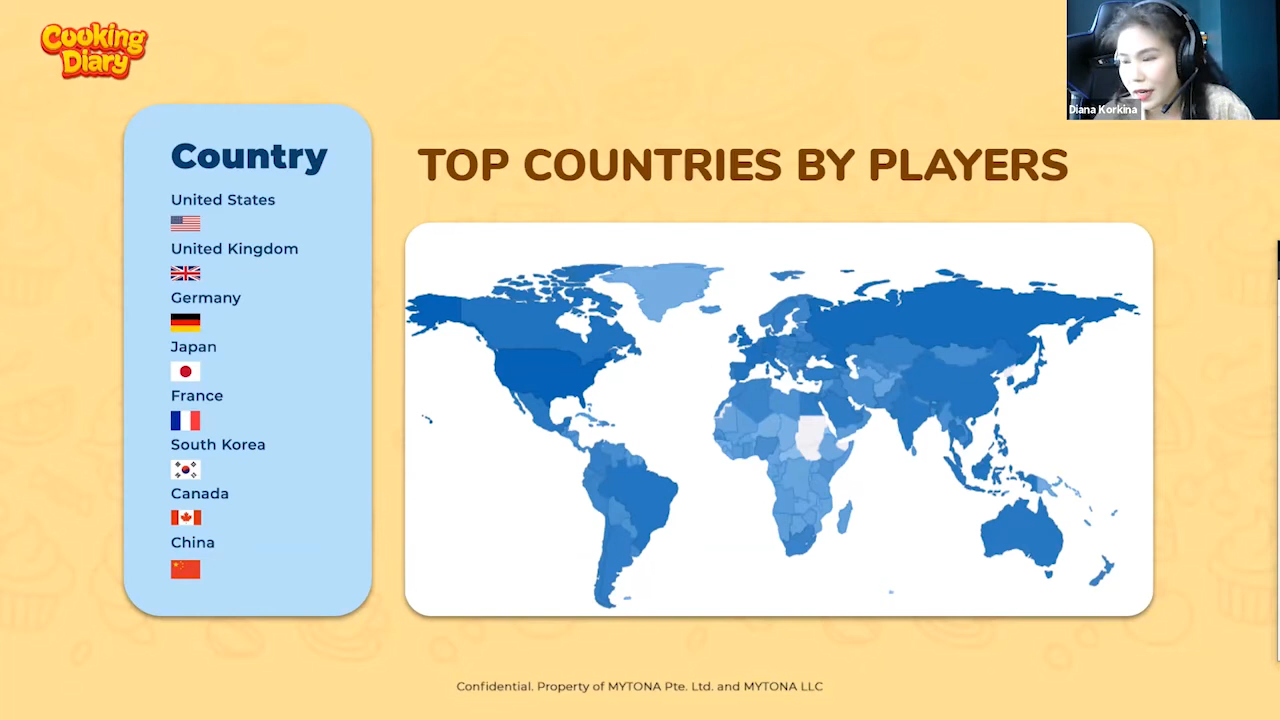 Cooking
Diary
Diana Korkina
Country
United States
United Kingdom
Germany
Japan
France
South Korea
Canada
China
TOP COUNTRIES BY PLAYERS
Confidential. Property of MYTONA Pte. Ltd. and MYTONA LLC